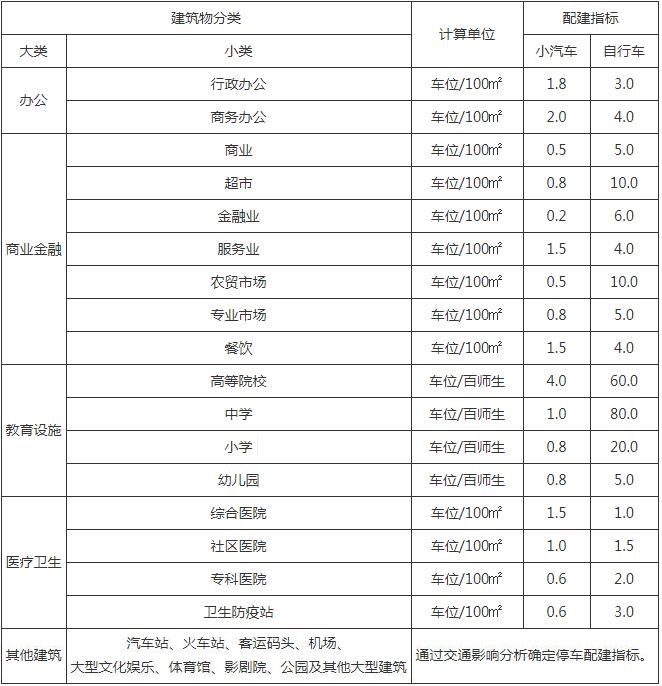 建筑物分类 计算单位 配建指标
大类 小类 小汽车 自行车
办公 行政办公 车位/100㎡ 1.8 3.0
商务办公 车位/100㎡ 2.0 4.0
商业金融 商业 车位/100㎡ 0.5 5.0
超市 车位/100㎡ 0.8 10.0
金融业 车位/100㎡ 0.2 6.0
服务业 车位/100㎡ 1.5 4.0
农贸市场 车位/100㎡ 0.5 10.0
专业市场 车位/100㎡ 0.8 5.0
餐饮 车位/100㎡ 1.5 4.0
教育设施 高等院校 车位/百师生 4.0 60.0
中学 车位/百师生 1.0 80.0
小学 车位/百师生 0.8 20.0
幼儿园 车位/百师生 0.8 5.0
医疗卫生 综合医院 车位/100㎡ 1.5 1.0
社区医院 车位/100㎡ 1.0 1.5
专科医院 车位/100㎡ 0.6 2.0
卫生防疫站 车位/100㎡ 0.6 3.0
其他建筑 汽车站、火车站、客运码头、机场、
大型文化娱乐、体育馆、影剧院、公园及其他大型建筑 通过交通影响分析确定停车配建指标。